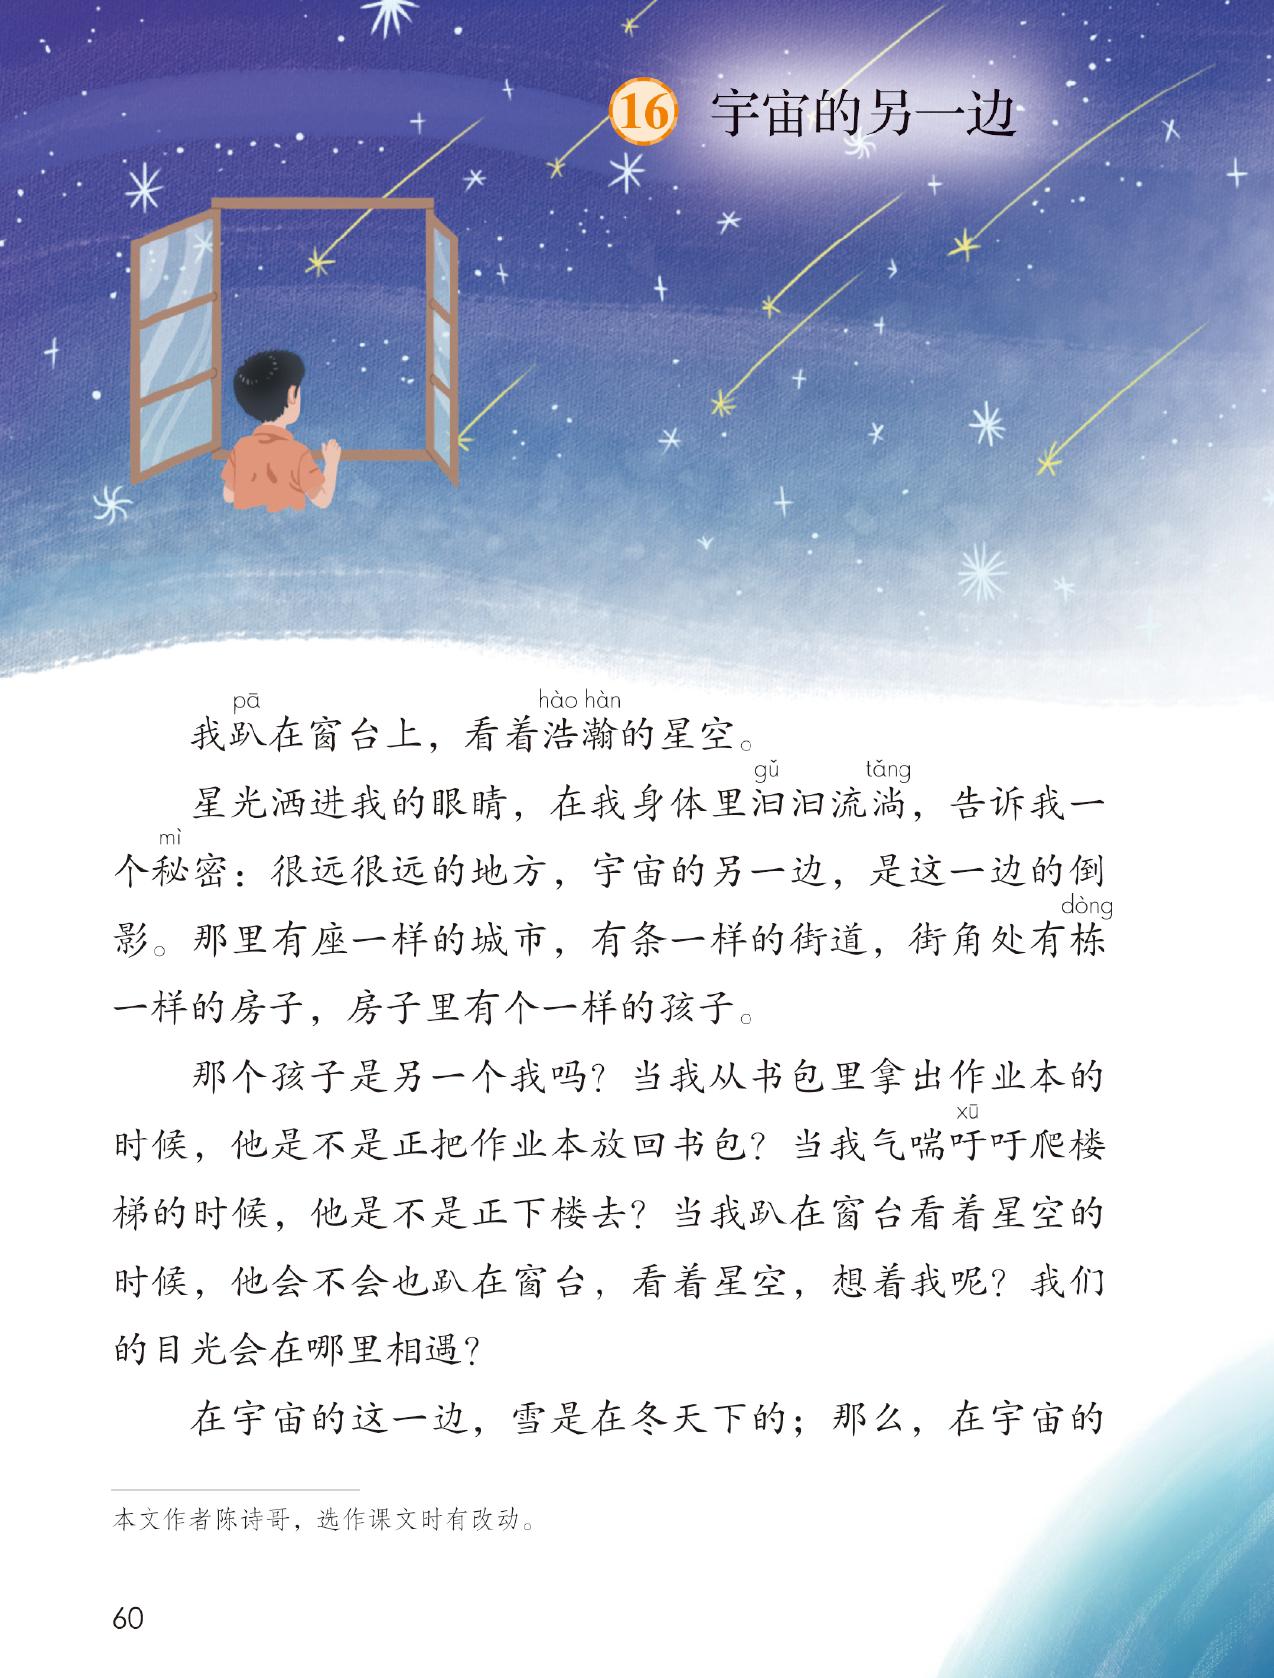 16 宇宙的另一边
pā hào hàn
我趴在窗台上，看着浩瀚的星空。
gǔ tǎng
星光洒进我的眼睛，在我身体里汩汩流淌，告诉我一
mì
个秘密：很远很远的地方，宇宙的另一边，是这一边的倒
dòng
影。那里有座一样的城市，有条一样的街道，街角处有栋
一样的房子，房子里有个一样的孩子。
那个孩子是另一个我吗？当我从书包里拿出作业本的
xū
时候，他是不是正把作业本放回书包？当我气喘吁吁爬楼
梯的时候，他是不是正下楼去？当我趴在窗台看着星空的
时候，他会不会也趴在窗台，看着星空，想着我呢？我们
的目光会在哪里相遇？
在宇宙的这一边，雪是在冬天下的；那么，在宇宙的
本文作者陈诗哥，选作课文时有改动。
60